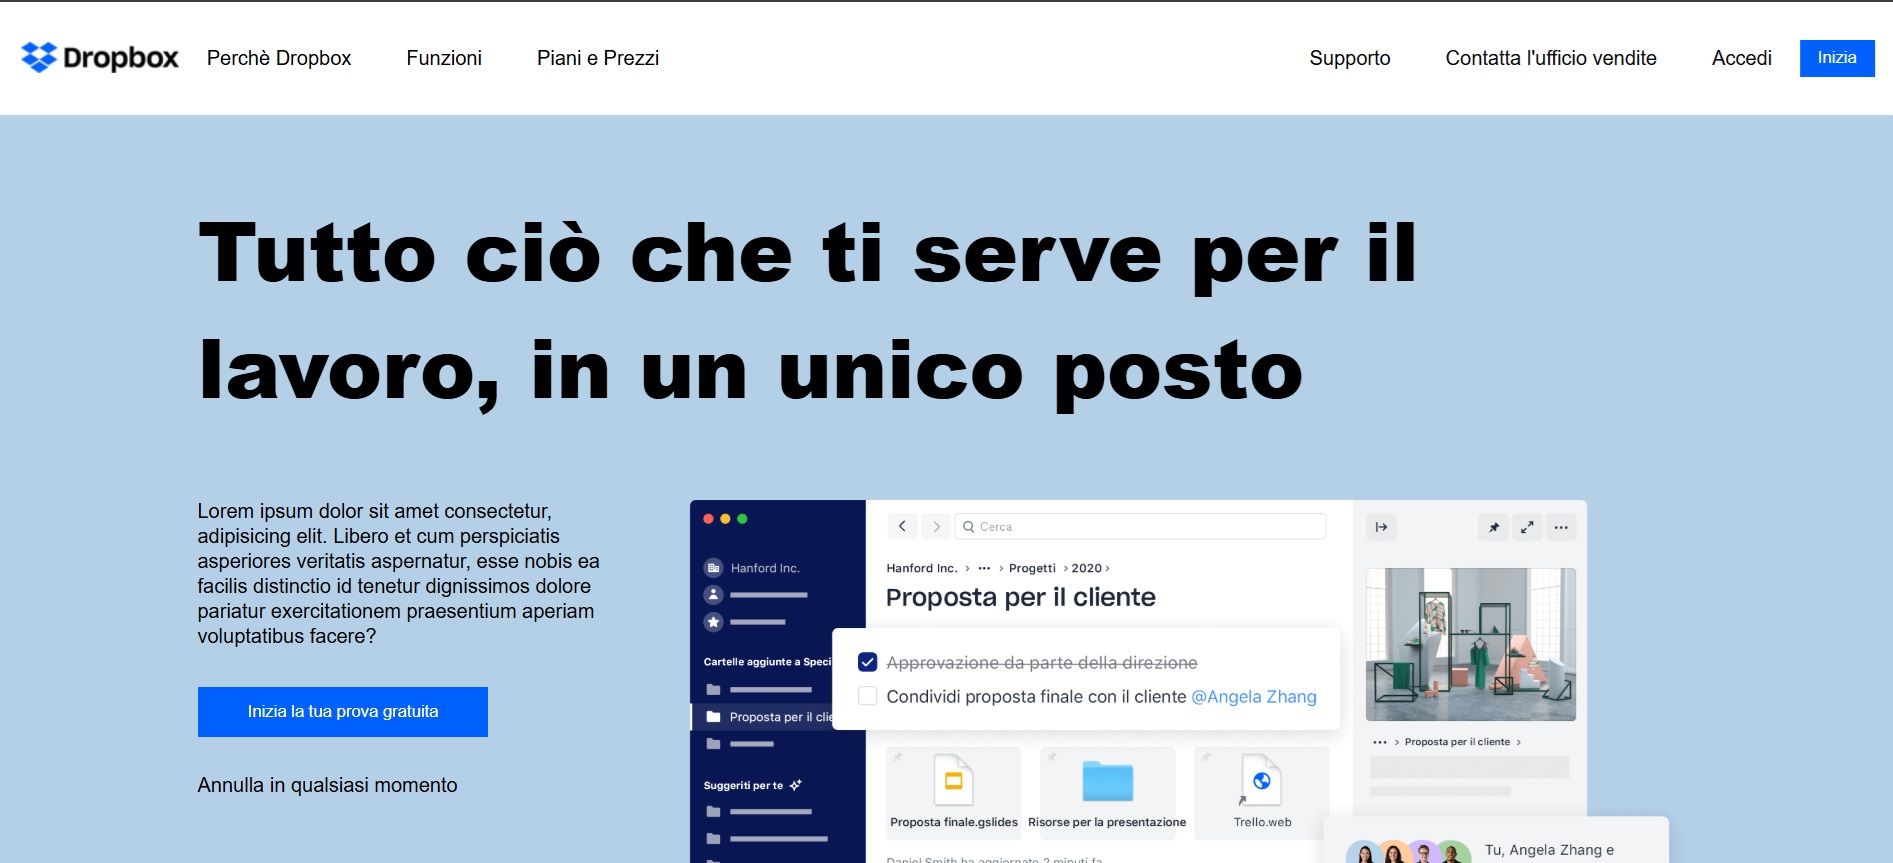 Dropbox Perchè Dropbox Funzioni Piani e Prezzi Supporto Contatta l'ufficio vendite Accedi Inizia
Tutto ciò che ti serve per il
lavoro, in un unico posto
Lorem ipsum dolor sit amet consectetur,
adipisicing elit. Libero et cum perspiciatis
asperiores veritatis aspernatur, esse nobis ea
facilis distinctio id tenetur dignissimos dolore
pariatur exercitationem praesentium aperiam
voluptatibus facere?
Inizia la tua prova gratuita
Annulla in qualsiasi momento
Hanford Inc.
Cartelle aggiunte a Speci
Proposta per il clie
Suggeriti per te
Cerca
Hanford Inc. > ••• > Progetti > 2020 >
Proposta per il cliente
Approvazione da parte della direzione
Condividi proposta finale con il cliente @Angela Zhang
Proposta finale.gslides Risorse per la presentazione Trello.web
Daniel Smith ha aggiornato 2 minuti fa
••• > Proposta per il cliente >
Tu, Angela Zhang e